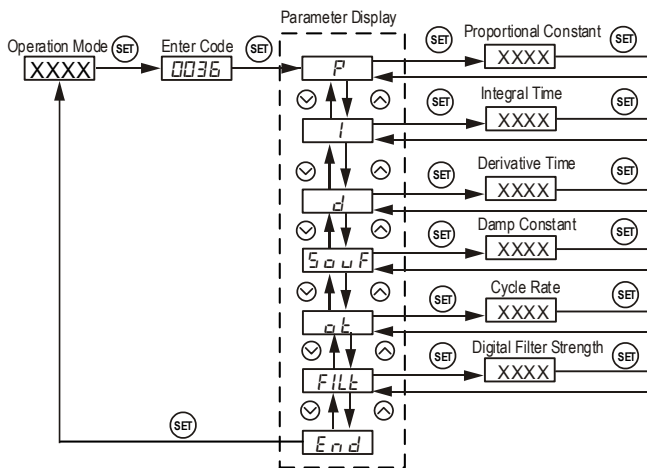 Parameter Display
Operation Mode SET Enter Code SET
XXXX 0036
P SET Proportional Constant SET
XXXX
I SET Integral Time SET
XXXX
d SET Derivative Time SET
XXXX
SouF SET Damp Constant SET
XXXX
ot SET Cycle Rate SET
XXXX
FILt SET Digital Filter Strength SET
XXXX
SET
End